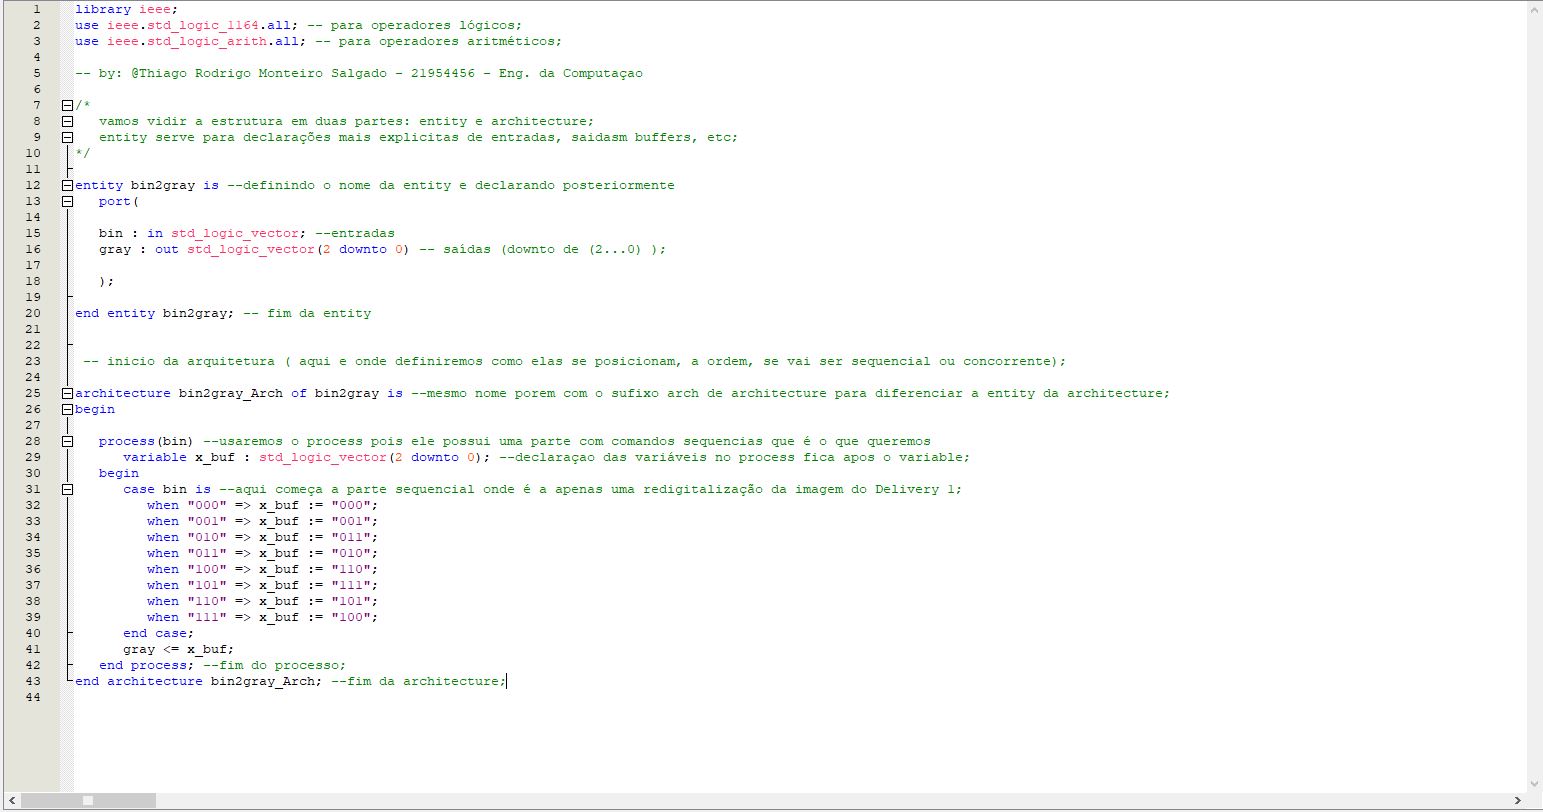 1 library ieee;
2 use ieee.std_logic_1164.all; -- para operadores lógicos;
3 use ieee.std_logic_arith.all; -- para operadores aritméticos;
4
5 -- by: @Thiago Rodrigo Monteiro Salgado - 21954456 - Eng. da Computaçao
6
7 /*
8 vamos vidir a estrutura em duas partes: entity e architecture;
9 entity serve para declarações mais explicitas de entradas, saidasm buffers, etc;
10 */
11
12 entity bin2gray is --definindo o nome da entity e declarando posteriormente
13 port(
14
15 bin : in std_logic_vector; --entradas
16 gray : out std_logic_vector(2 downto 0) -- saídas (downto de (2...0) );
17
18 );
19
20 end entity bin2gray; -- fim da entity
21
22
23 -- inicio da arquitetura ( aqui e onde definiremos como elas se posicionam, a ordem, se vai ser sequencial ou concorrente);
24
25 architecture bin2gray_Arch of bin2gray is --mesmo nome porem com o sufixo arch de architecture para diferenciar a entity da architecture;
26 begin
27
28 process(bin) --usaremos o process pois ele possui uma parte com comandos sequencias que é o que queremos
29 variable x_buf : std_logic_vector(2 downto 0); --declaraçao das variáveis no process fica apos o variable;
30 begin
31 case bin is --aqui começa a parte sequencial onde é a apenas uma redigitalização da imagem do Delivery 1;
32 when "000" => x_buf := "000";
33 when "001" => x_buf := "001";
34 when "010" => x_buf := "011";
35 when "011" => x_buf := "010";
36 when "100" => x_buf := "110";
37 when "101" => x_buf := "111";
38 when "110" => x_buf := "101";
39 when "111" => x_buf := "100";
40 end case;
41 gray <= x_buf;
42 end process; --fim do processo;
43 end architecture bin2gray_Arch; --fim da architecture;
44